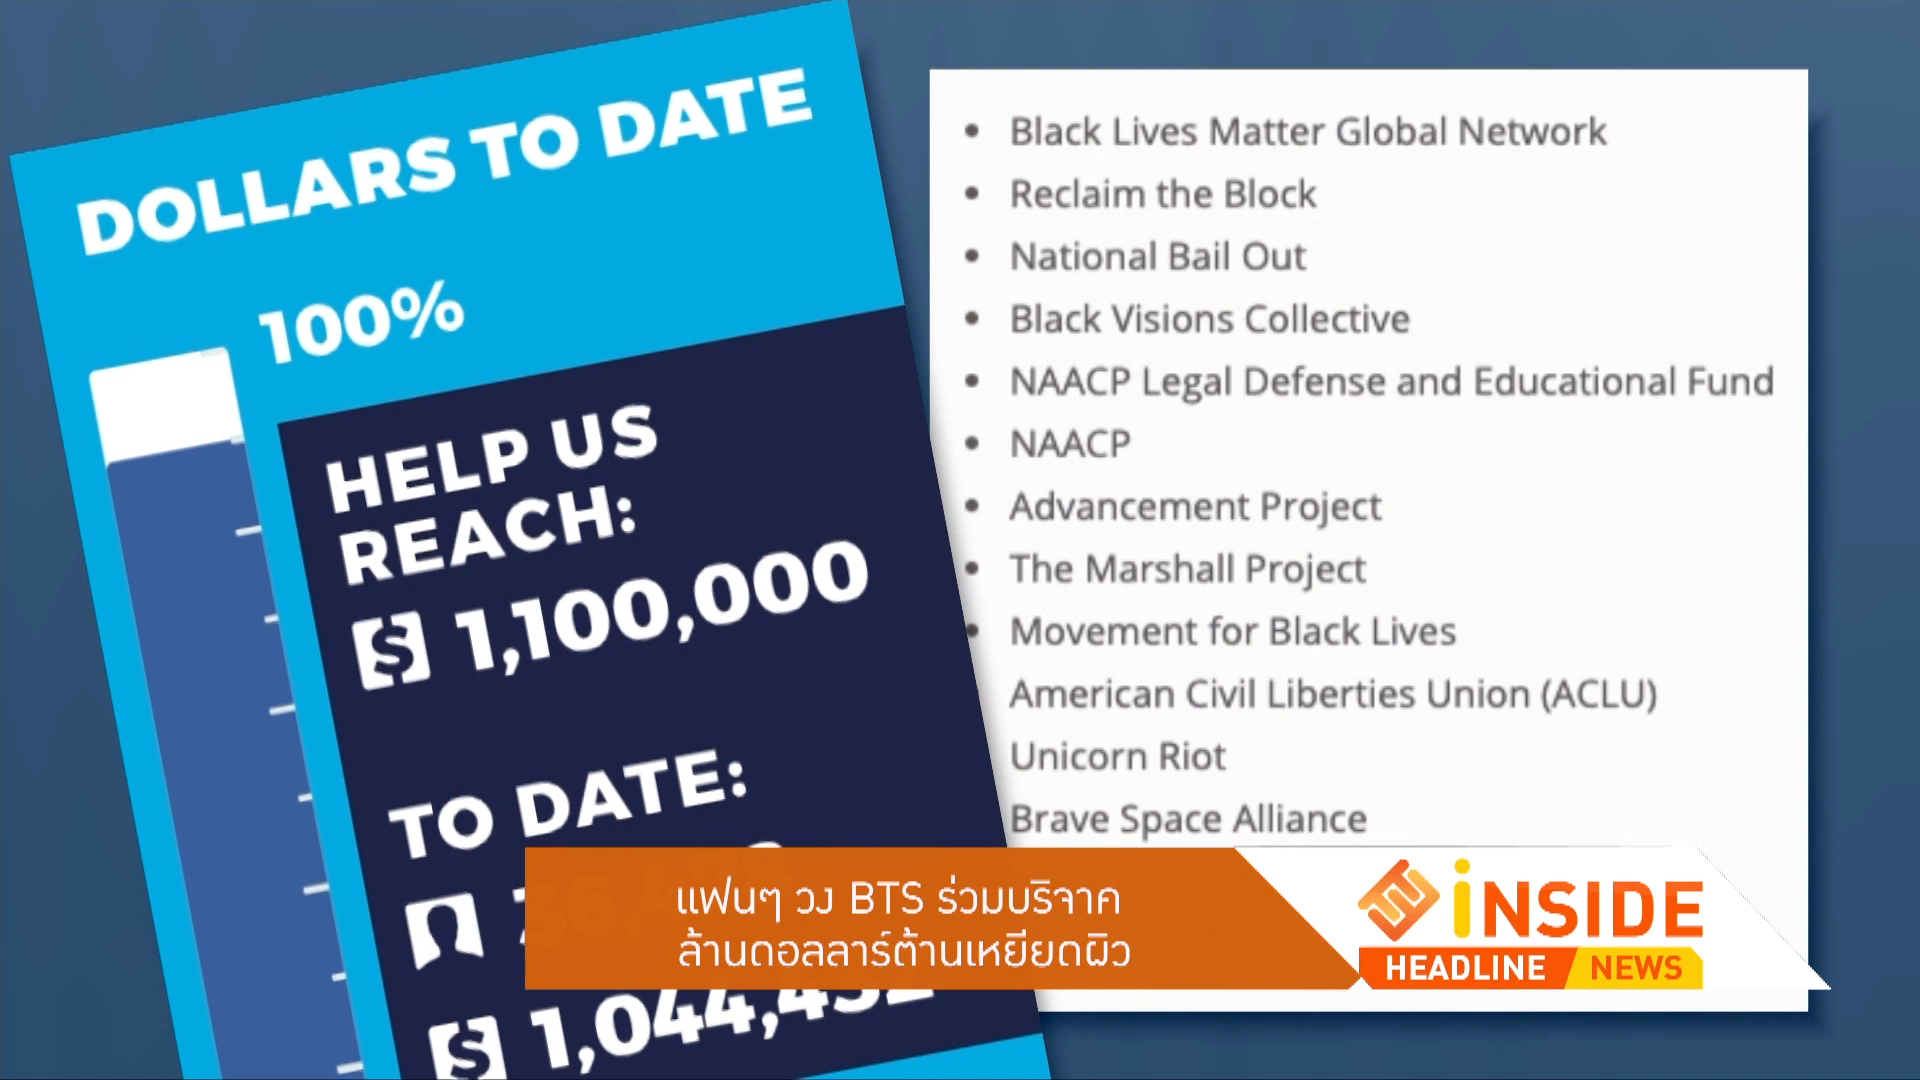 DOLLARS TO DATE
100%
HELP US
REACH:
$ 1,100,000
TO DATE:
Black Lives Matter Global Network
Reclaim the Block
National Bail Out
Black Visions Collective
NAACP Legal Defense and Educational Fund
NAACP
Advancement Project
The Marshall Project
Movement for Black Lives
American Civil Liberties Union (ACLU)
Unicorn Riot
Brave Space Alliance
แฟนๆ วง BTS ร่วมบริจาค
ล้านดอลลาร์ต้านเหยียดผิว
INSIDE
HEADLINE NEWS